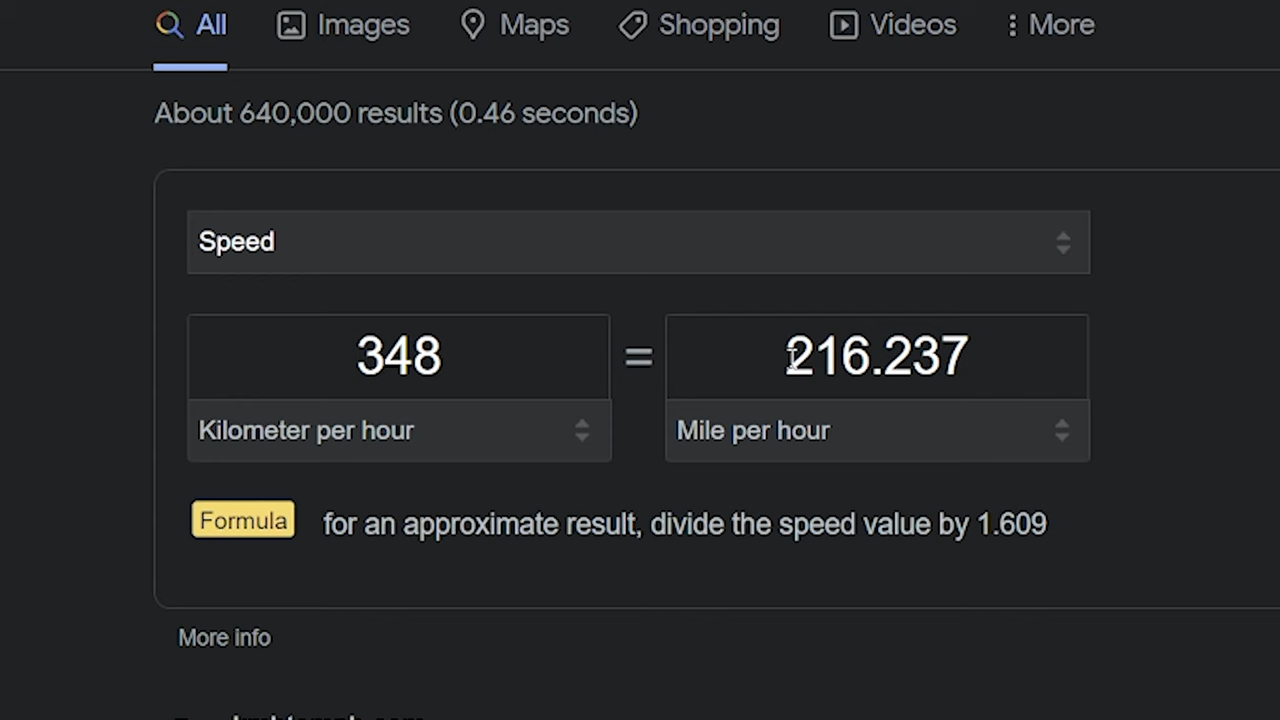 All Images Maps Shopping Videos More
About 640,000 results (0.46 seconds)
Speed
348 = 216.237
Kilometer per hour Mile per hour
Formula for an approximate result, divide the speed value by 1.609
More info